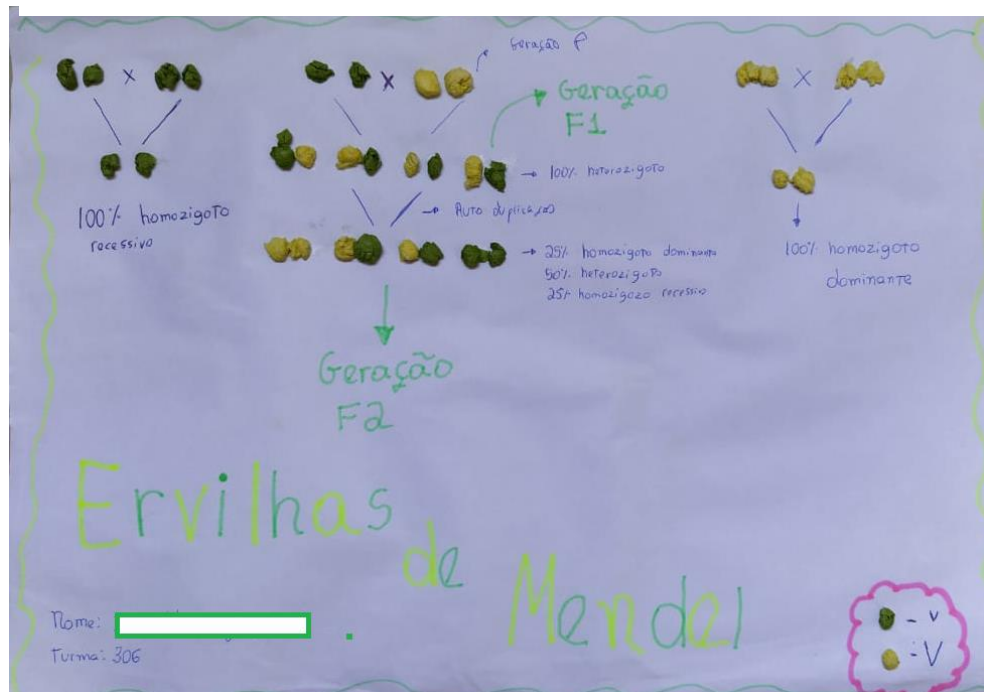 Geração P
x
x
x
Geração
F1
100% heterozigoto
100% homozigoto
recessivo
Auto duplicação
25% homozigoto dominante
50% heterozigoto
25% homozigozo recessivo
100% homozigoto
dominante
Geração
F2
Ervilhas
de
Mendel
Nome:
Turma: 306
- v
- V